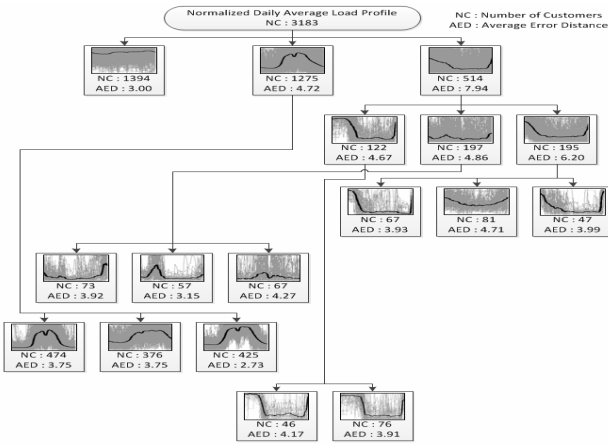 Normalized Daily Average Load Profile
NC : 3183
NC : Number of Customers
AED : Average Error Distance
NC : 1394
AED : 3.00
NC : 1275
AED : 4.72
NC : 514
AED : 7.94
NC : 122
AED : 4.67
NC : 197
AED : 4.86
NC : 195
AED : 6.20
NC : 67
AED : 3.93
NC : 81
AED : 4.71
NC : 47
AED : 3.99
NC : 73
AED : 3.92
NC : 57
AED : 3.15
NC : 67
AED : 4.27
NC : 474
AED : 3.75
NC : 376
AED : 3.75
NC : 425
AED : 2.73
NC : 46
AED : 4.17
NC : 76
AED : 3.91